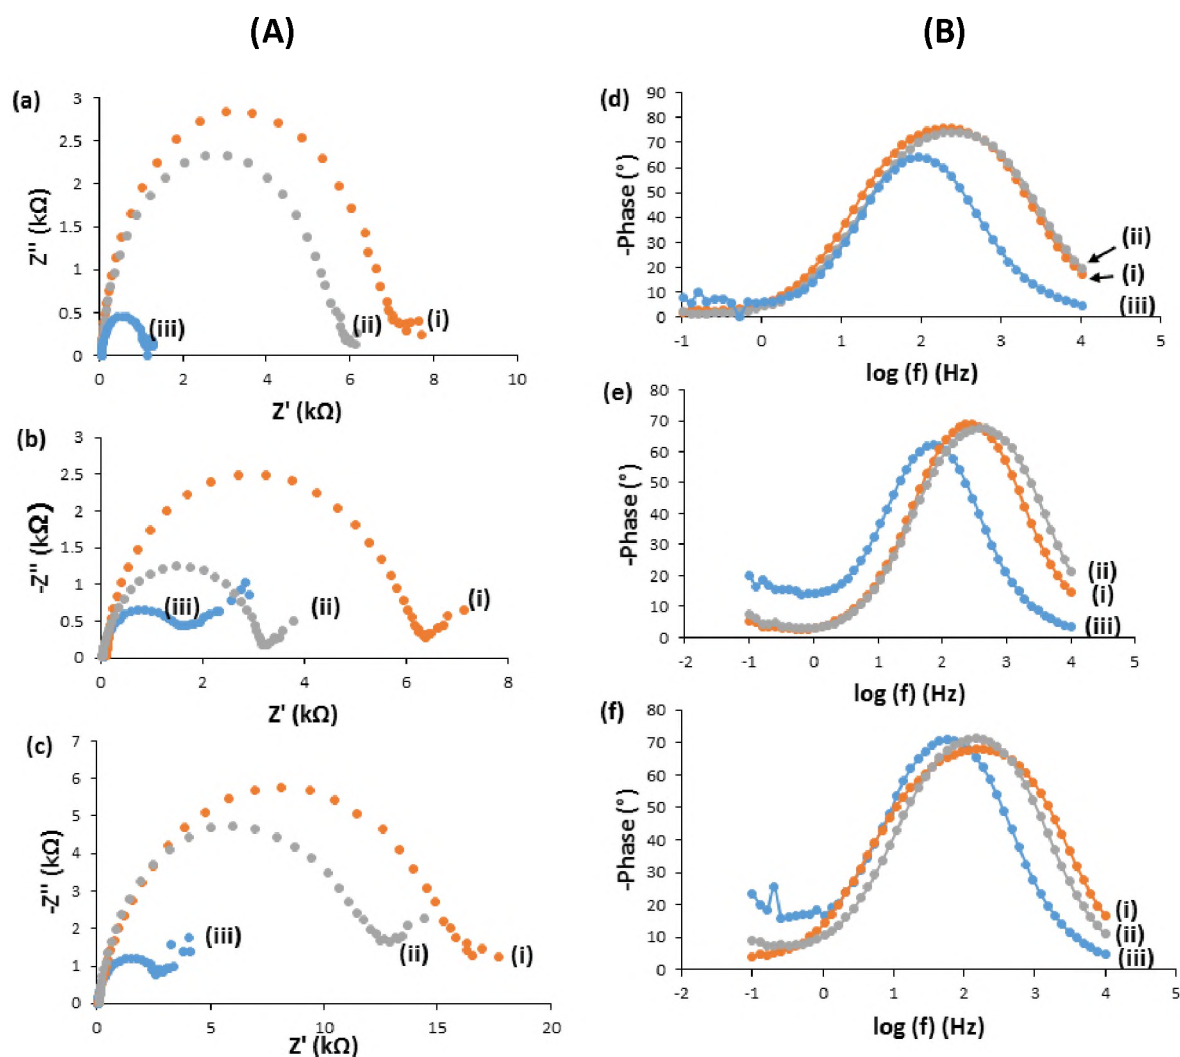 (A) (B)
(a)
3
2.5
2
1.5
1
0.5
0
Z'' (kΩ)
(iii) (ii) (i)
0 2 4 6 8 10
Z' (kΩ)
(d)
90
80
70
60
50
40
30
20
10
0
-Phase (°)
(ii)
(i)
(iii)
-1 0 1 2 3 4 5
log (f) (Hz)
(b)
3
2.5
2
1.5
1
0.5
0
-Z'' (kΩ)
(iii) (ii) (i)
0 2 4 6 8
Z' (kΩ)
(e)
80
70
60
50
40
30
20
10
0
-Phase (°)
(ii)
(i)
(iii)
-2 -1 0 1 2 3 4 5
log (f) (Hz)
(c)
7
6
5
4
3
2
1
0
-Z'' (kΩ)
(iii) (ii) (i)
0 5 10 15 20
Z' (kΩ)
(f)
80
70
60
50
40
30
20
10
0
-Phase (°)
(i)
(ii)
(iii)
-2 -1 0 1 2 3 4 5
log (f) (Hz)